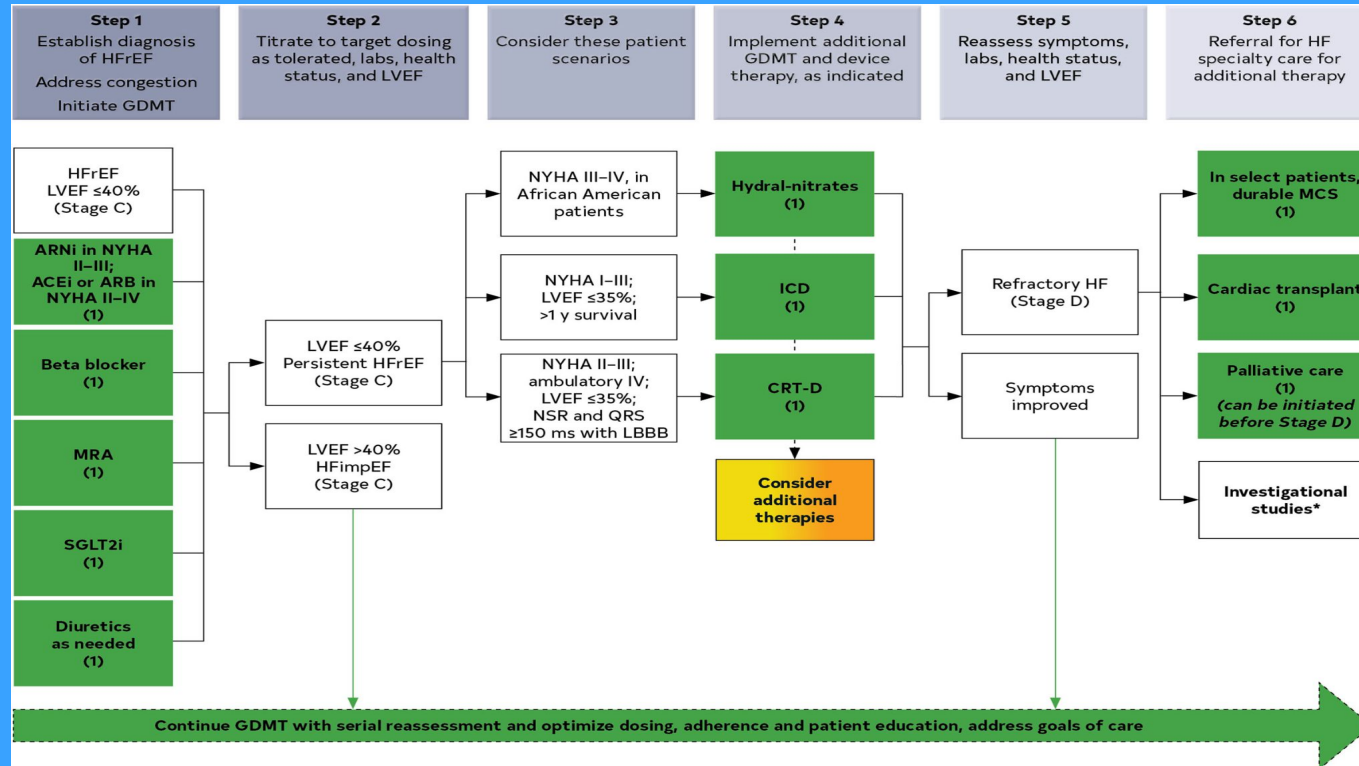 Step 1
Establish diagnosis
of HFrEF
Address congestion
Initiate GDMT
Step 2
Titrate to target dosing
as tolerated, labs, health
status, and LVEF
Step 3
Consider these patient
scenarios
Step 4
Implement additional
GDMT and device
therapy, as indicated
Step 5
Reassess symptoms,
labs, health status,
and LVEF
Step 6
Referral for HF
specialty care for
additional therapy
HFrEF
LVEF ≤40%
(Stage C)
ARNi in NYHA
II–III;
ACEi or ARB in
NYHA II–IV
(1)
Beta blocker
(1)
MRA
(1)
SGLT2i
(1)
Diuretics
as needed
(1)
LVEF ≤40%
Persistent HFrEF
(Stage C)
LVEF >40%
HFimpEF
(Stage C)
NYHA III–IV, in
African American
patients
NYHA I–III;
LVEF ≤35%;
>1 y survival
NYHA II–III;
ambulatory IV;
LVEF ≤35%;
NSR and QRS
≥150 ms with LBBB
Hydral-nitrates
(1)
ICD
(1)
CRT-D
(1)
Consider
additional
therapies
Refractory HF
(Stage D)
Symptoms
improved
In select patients,
durable MCS
(1)
Cardiac transplant
(1)
Palliative care
(1)
(can be initiated
before Stage D)
Investigational
studies*
Continue GDMT with serial reassessment and optimize dosing, adherence and patient education, address goals of care